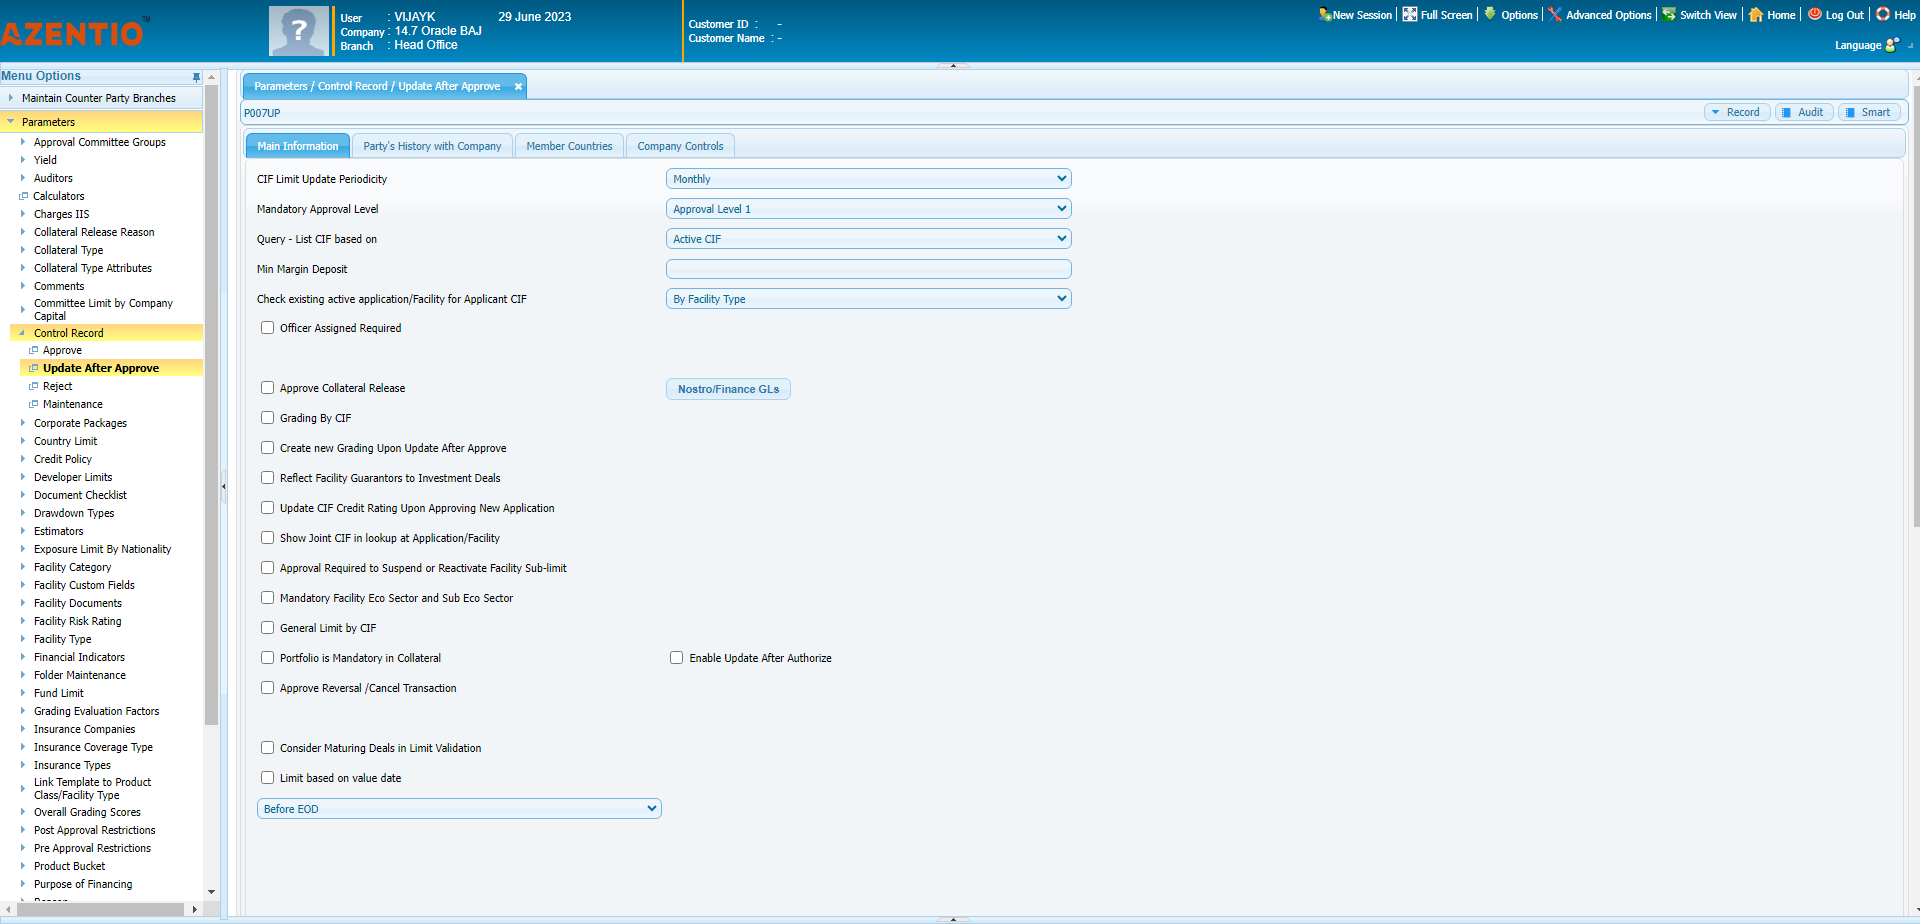 AZENTIO™
User : VIJAYK 29 June 2023
Company : 14.7 Oracle BAJ
Branch : Head Office
Customer ID : -
Customer Name : -
New Session
Full Screen
Options
Advanced Options
Switch View
Home
Log Out
Help
Language
Menu Options
Maintain Counter Party Branches
Parameters
Approval Committee Groups
Yield
Auditors
Calculators
Charges IIS
Collateral Release Reason
Collateral Type
Collateral Type Attributes
Comments
Committee Limit by Company
Capital
Control Record
Approve
Update After Approve
Reject
Maintenance
Corporate Packages
Country Limit
Credit Policy
Developer Limits
Document Checklist
Drawdown Types
Estimators
Exposure Limit By Nationality
Facility Category
Facility Custom Fields
Facility Documents
Facility Risk Rating
Facility Type
Financial Indicators
Folder Maintenance
Fund Limit
Grading Evaluation Factors
Insurance Companies
Insurance Coverage Type
Insurance Types
Link Template to Product
Class/Facility Type
Overall Grading Scores
Post Approval Restrictions
Pre Approval Restrictions
Product Bucket
Purpose of Financing
Parameters / Control Record / Update After Approve
P007UP
Record
Audit
Smart
Main Information
Party's History with Company
Member Countries
Company Controls
CIF Limit Update Periodicity Monthly
Mandatory Approval Level Approval Level 1
Query - List CIF based on Active CIF
Min Margin Deposit
Check existing active application/Facility for Applicant CIF By Facility Type
Officer Assigned Required
Approve Collateral Release Nostro/Finance GLs
Grading By CIF
Create new Grading Upon Update After Approve
Reflect Facility Guarantors to Investment Deals
Update CIF Credit Rating Upon Approving New Application
Show Joint CIF in lookup at Application/Facility
Approval Required to Suspend or Reactivate Facility Sub-limit
Mandatory Facility Eco Sector and Sub Eco Sector
General Limit by CIF
Portfolio is Mandatory in Collateral Enable Update After Authorize
Approve Reversal /Cancel Transaction
Consider Maturing Deals in Limit Validation
Limit based on value date
Before EOD